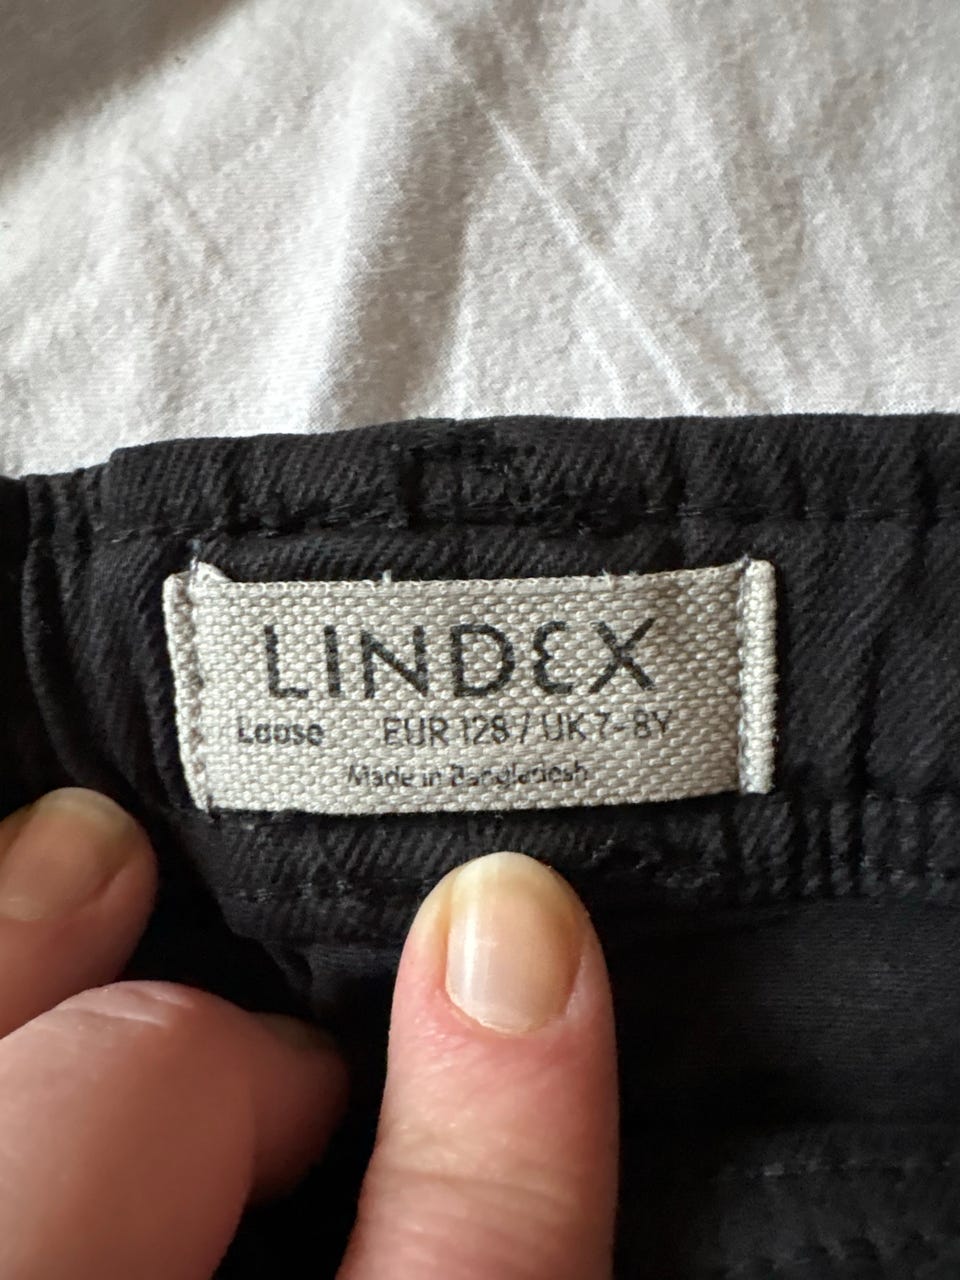 LINDEX
Loose EUR 128 / UK 7-8Y
Made in Bangladesh